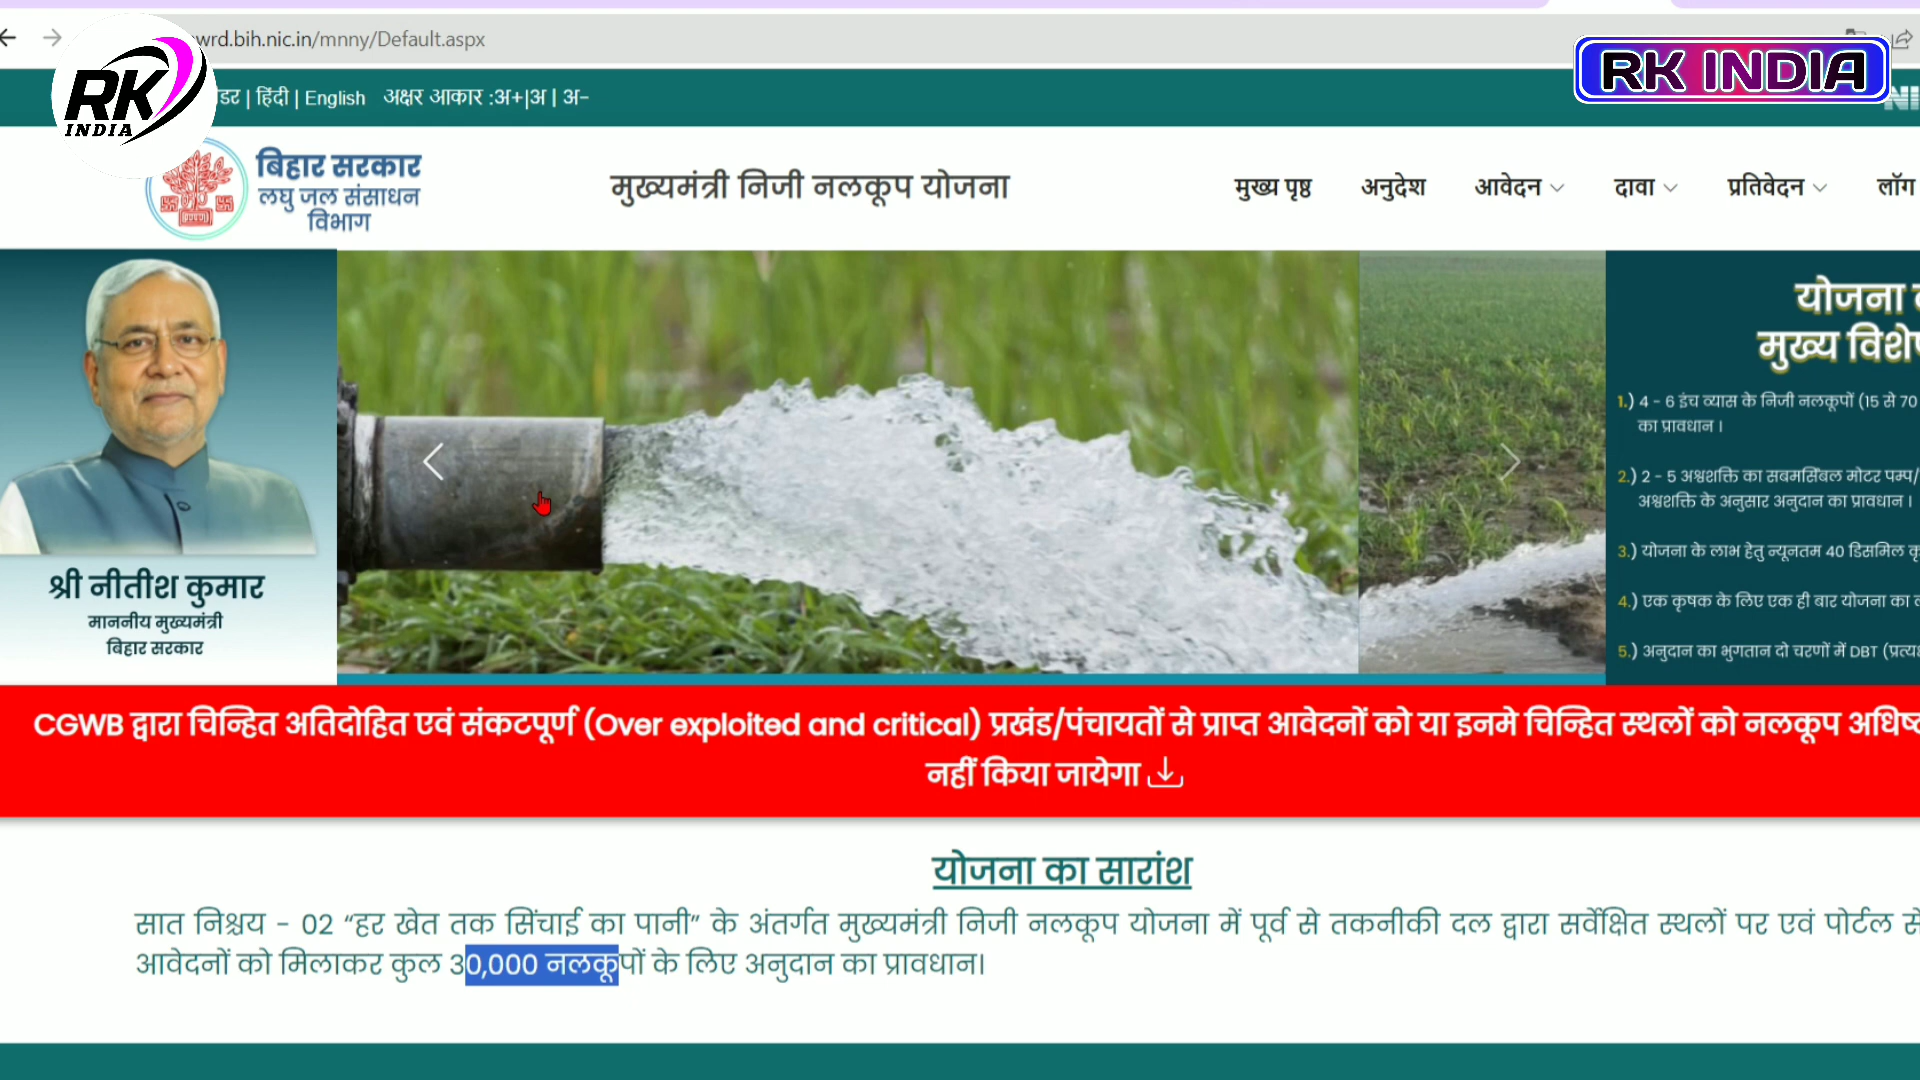 wrd.bih.nic.in/mnny/Default.aspx
RK INDIA
RK
INDIA
हिंदी | English अक्षर आकार :अ+|अ | अ-
बिहार सरकार
लघु जल संसाधन
विभाग
मुख्यमंत्री निजी नलकूप योजना
मुख्य पृष्ठ अनुदेश आवेदन दावा प्रतिवेदन लॉग
श्री नीतीश कुमार
माननीय मुख्यमंत्री
बिहार सरकार
योजना
मुख्य
1.) 4 - 6 इंच व्यास के निजी नलकूपों (15 से 70
का प्रावधान ।
2.) 2 - 5 अश्वशक्ति का सबमर्सिबल मोटर पम्प/
अश्वशक्ति के अनुसार अनुदान का प्रावधान ।
3.) योजना के लाभ हेतु न्यूनतम 40 डिसमिल
4.) एक कृषक के लिए एक ही बार योजना का
5.) अनुदान का भुगतान दो चरणों में DBT
CGWB द्वारा चिन्हित अतिदोहित एवं संकटपूर्ण (Over exploited and critical) प्रखंड/पंचायतों से प्राप्त आवेदनों को या इनमे चिन्हित स्थलों को नलकूप
नहीं किया जायेगा
योजना का सारांश
सात निश्चय - 02 “हर खेत तक सिंचाई का पानी” के अंतर्गत मुख्यमंत्री निजी नलकूप योजना में पूर्व से तकनीकी दल द्वारा सर्वेक्षित स्थलों पर एवं पोर्टल से
आवेदनों को मिलाकर कुल 30,000 नलकूपों के लिए अनुदान का प्रावधान।